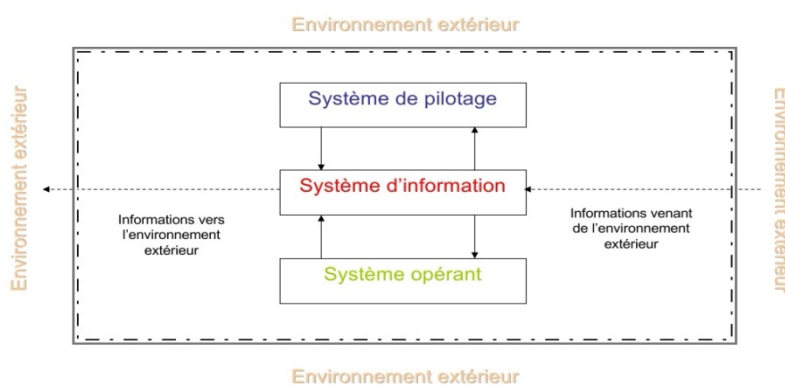 Environnement extérieur
Environnement extérieur
Système de pilotage
Système d'information
Informations vers
l'environnement
extérieur
Informations venant
de l'environnement
extérieur
Système opérant
Environnement extérieur
Environnement extérieur